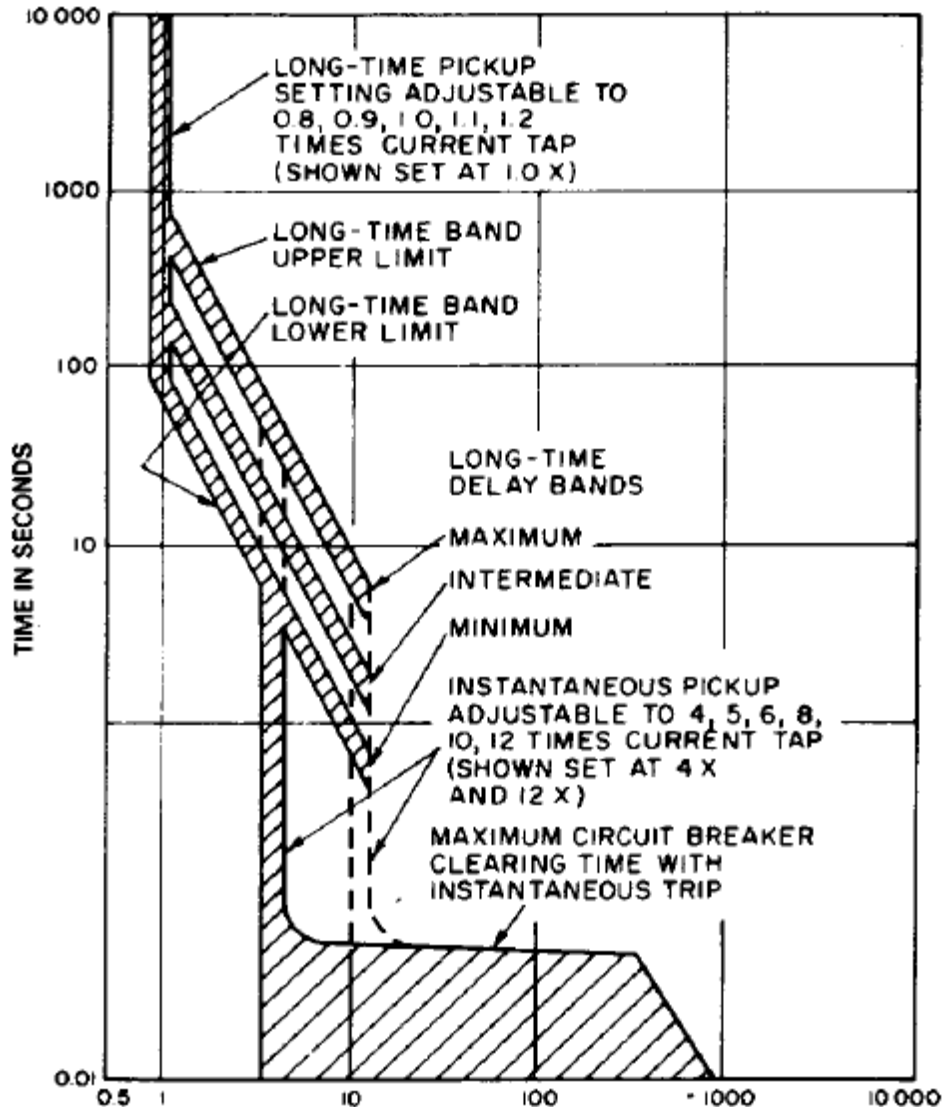 10 000
LONG-TIME PICKUP
SETTING ADJUSTABLE TO
0.8, 0.9, 1.0, 1.1, 1.2
TIMES CURRENT TAP
(SHOWN SET AT 1.0 X)
1000
LONG-TIME BAND
UPPER LIMIT
LONG-TIME BAND
LOWER LIMIT
100
LONG-TIME
DELAY BANDS
TIME IN SECONDS
10
MAXIMUM
INTERMEDIATE
MINIMUM
INSTANTANEOUS PICKUP
ADJUSTABLE TO 4, 5, 6, 8,
10, 12 TIMES CURRENT TAP
(SHOWN SET AT 4 X
AND 12 X)
MAXIMUM CIRCUIT BREAKER
CLEARING TIME WITH
INSTANTANEOUS TRIP
0.01
0.5 1 10 100 1000 10 000